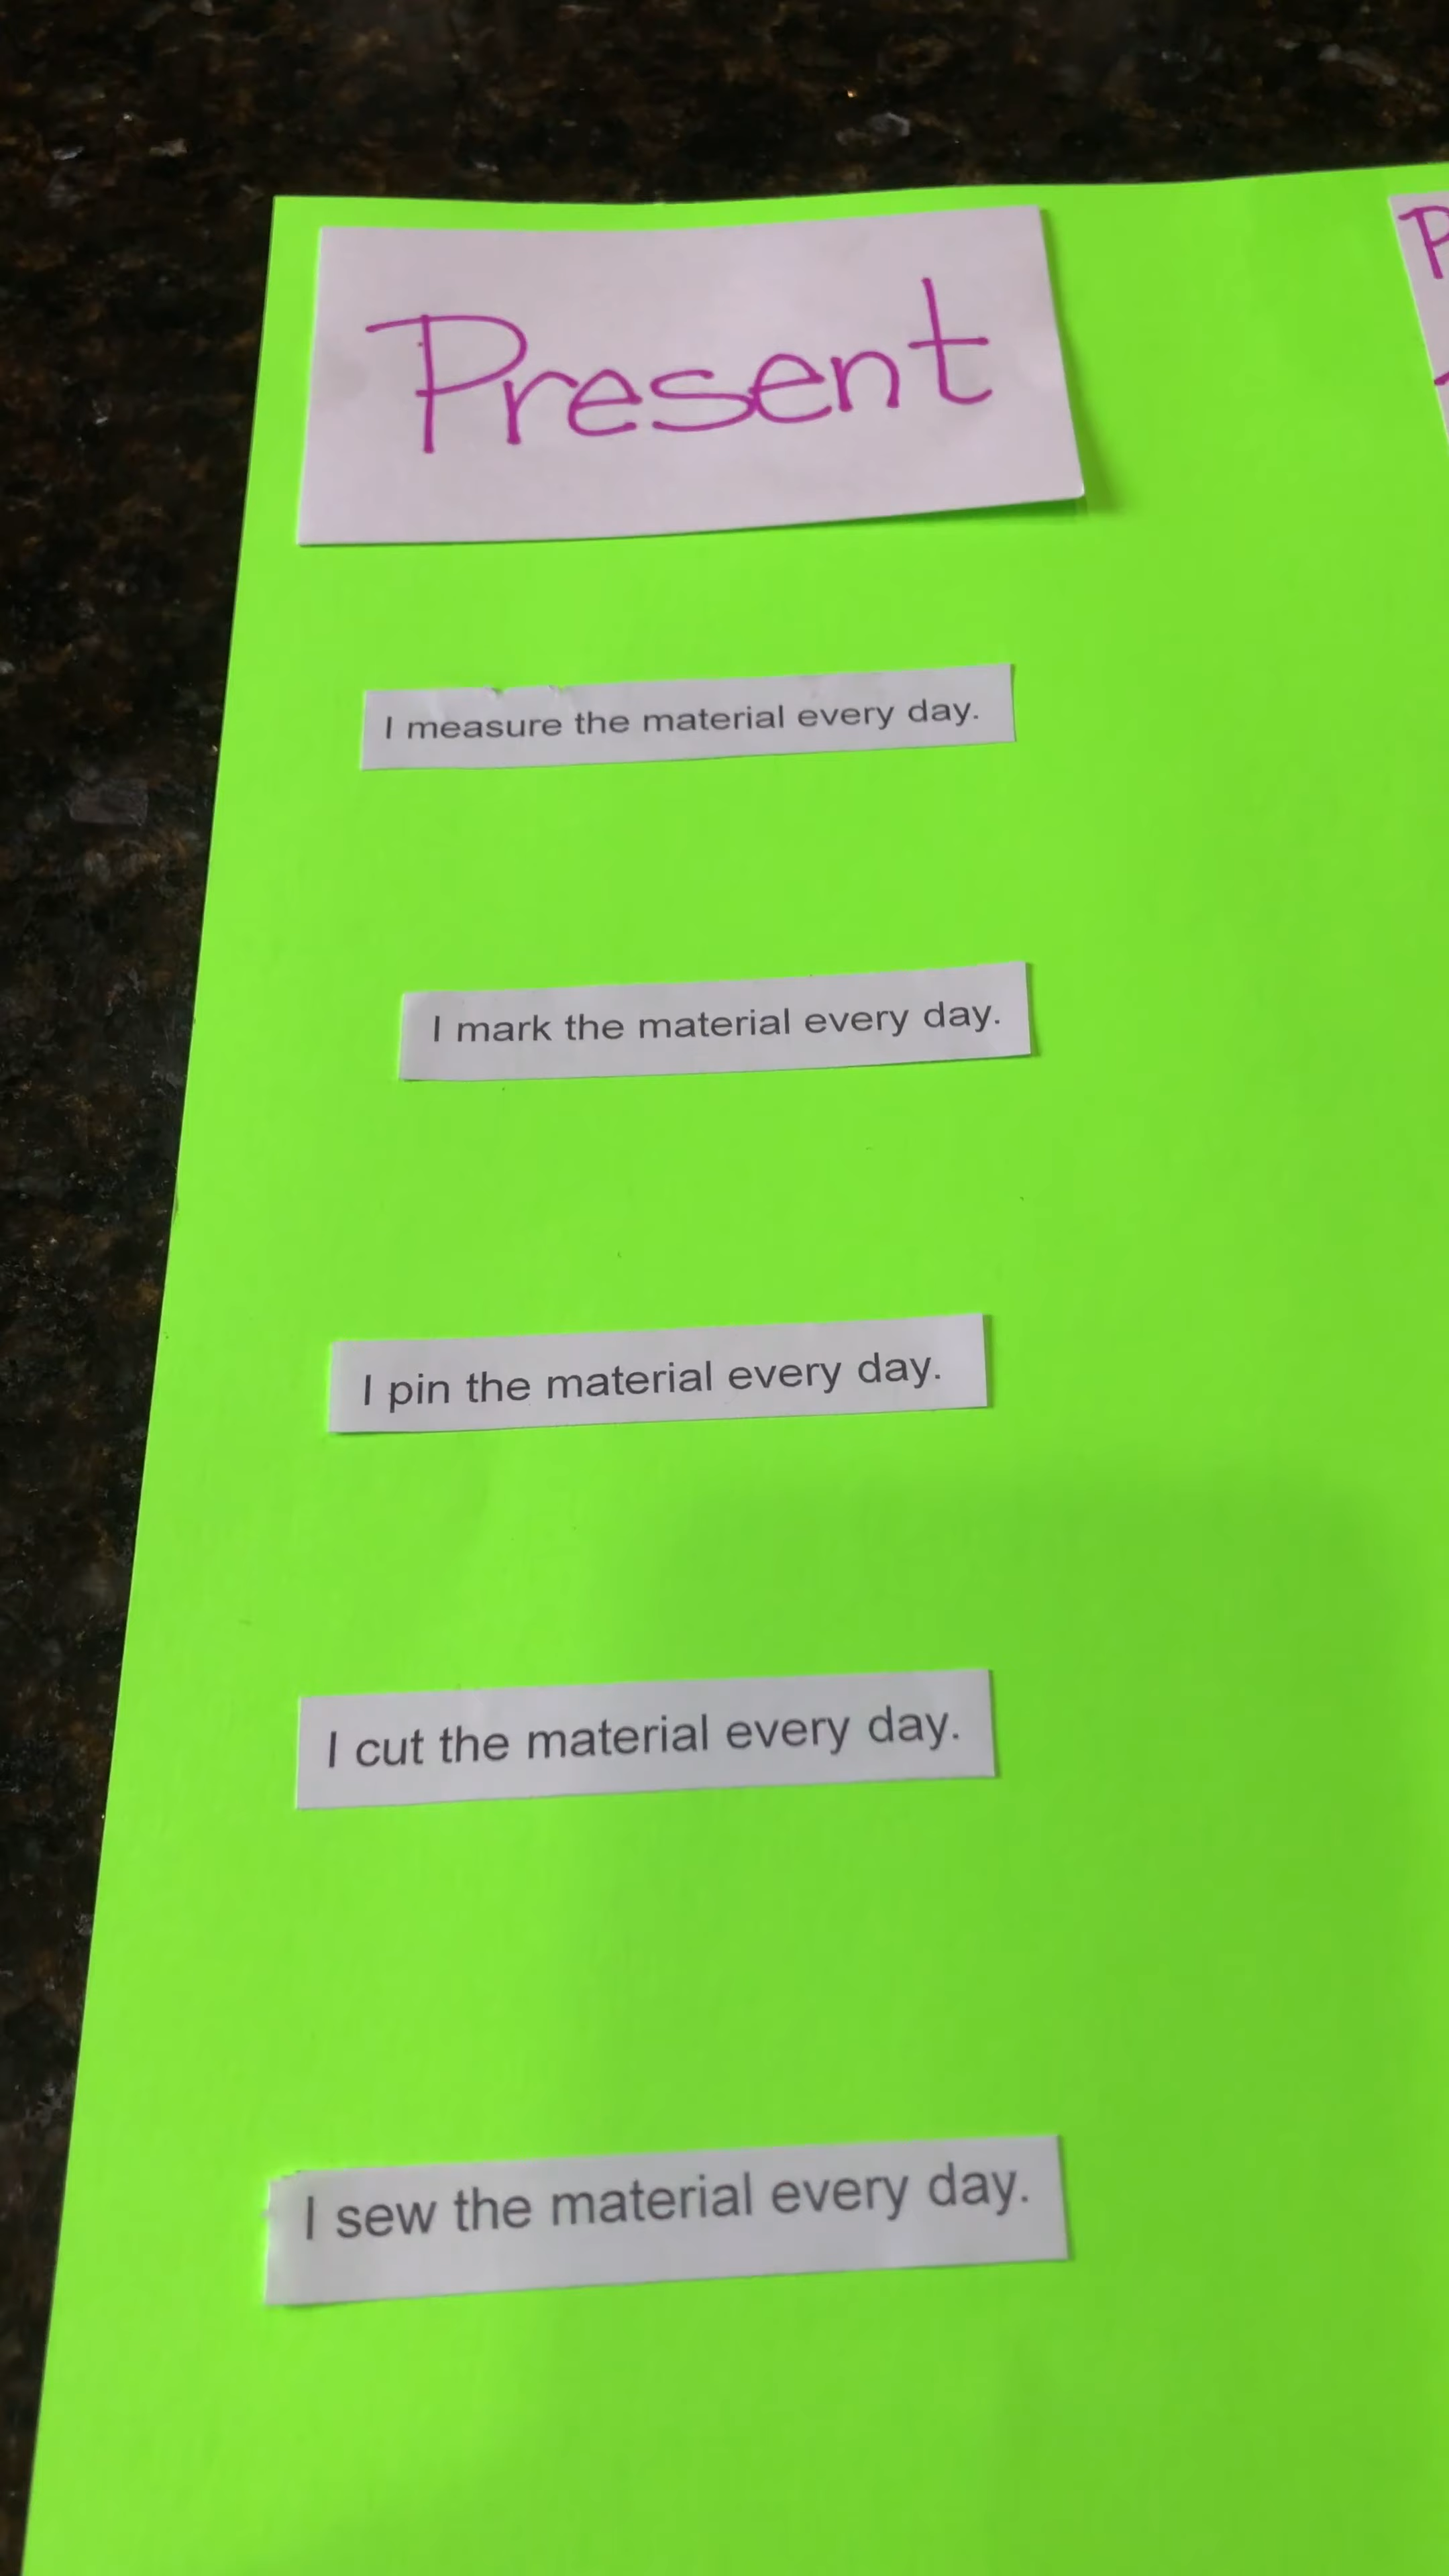 Present
I measure the material every day.
I mark the material every day.
I pin the material every day.
I cut the material every day.
I sew the material every day.